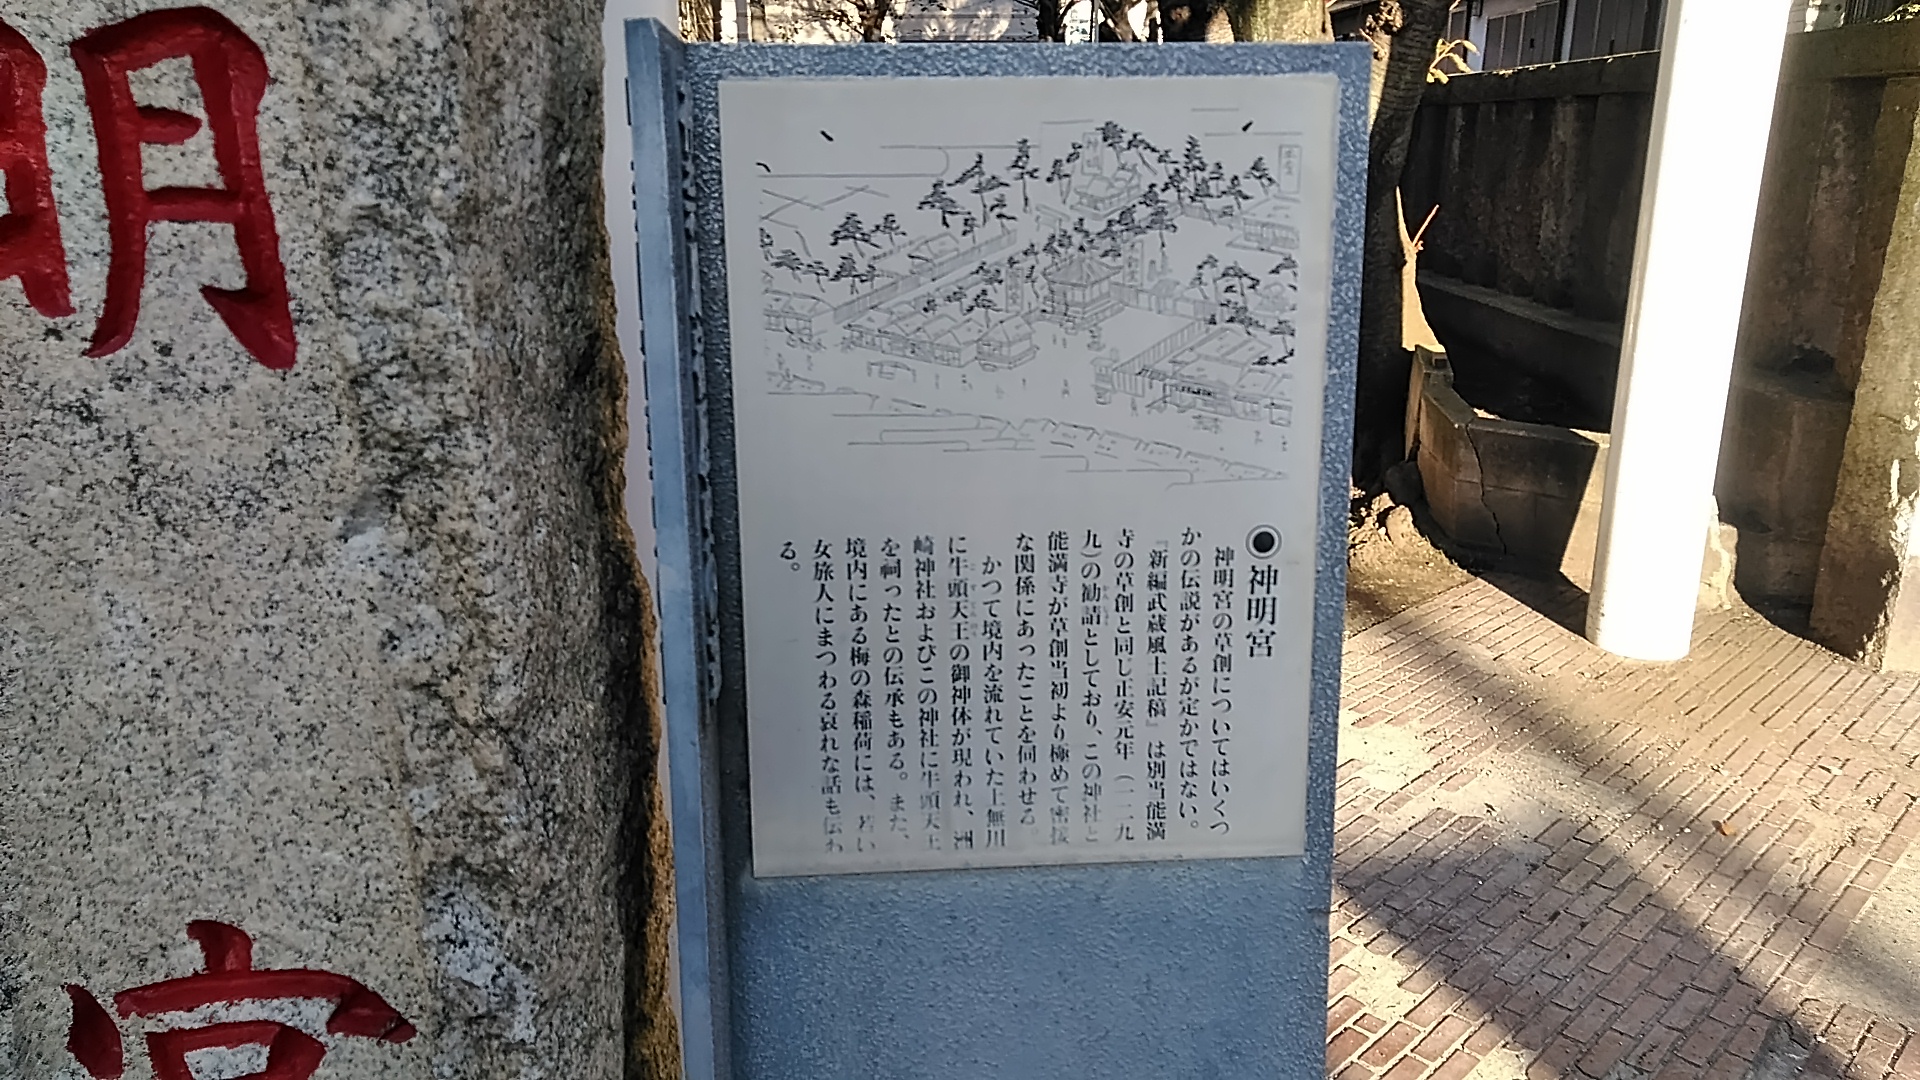 明
宮
●神明宮
神明宮の草創についてはいくつ
かの伝説があるが定かではない。
『新編武蔵風土記稿』は別当能満
寺の草創と同じ正安元年（一二九
九）の勧請としており、この神社と
能満寺が草創当初より極めて密接
な関係にあったことを伺わせる。
かつて境内を流れていた上無川
に牛頭天王の御神体が現われ、洲
崎神社およびこの神社に牛頭天王
を祠ったとの伝承もある。また、
境内にある梅の森稲荷には、若い
女旅人にまつわる哀れな話も伝わ
る。